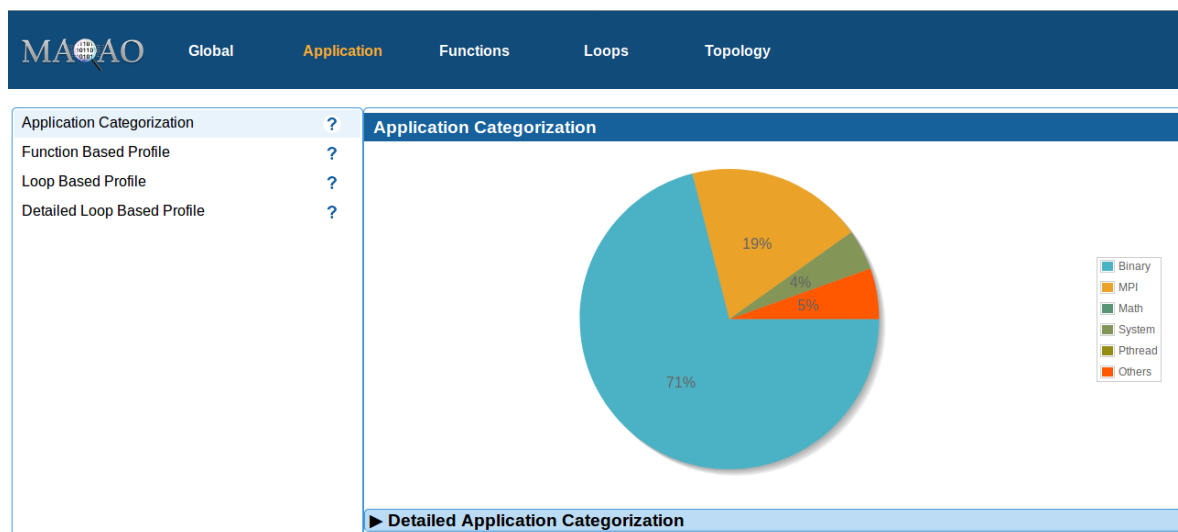 MAQAO Global Application Functions Loops Topology
Application Categorization ?
Function Based Profile ?
Loop Based Profile ?
Detailed Loop Based Profile ?
Application Categorization
19%
4%
5%
71%
Binary
MPI
Math
System
Pthread
Others
▶ Detailed Application Categorization